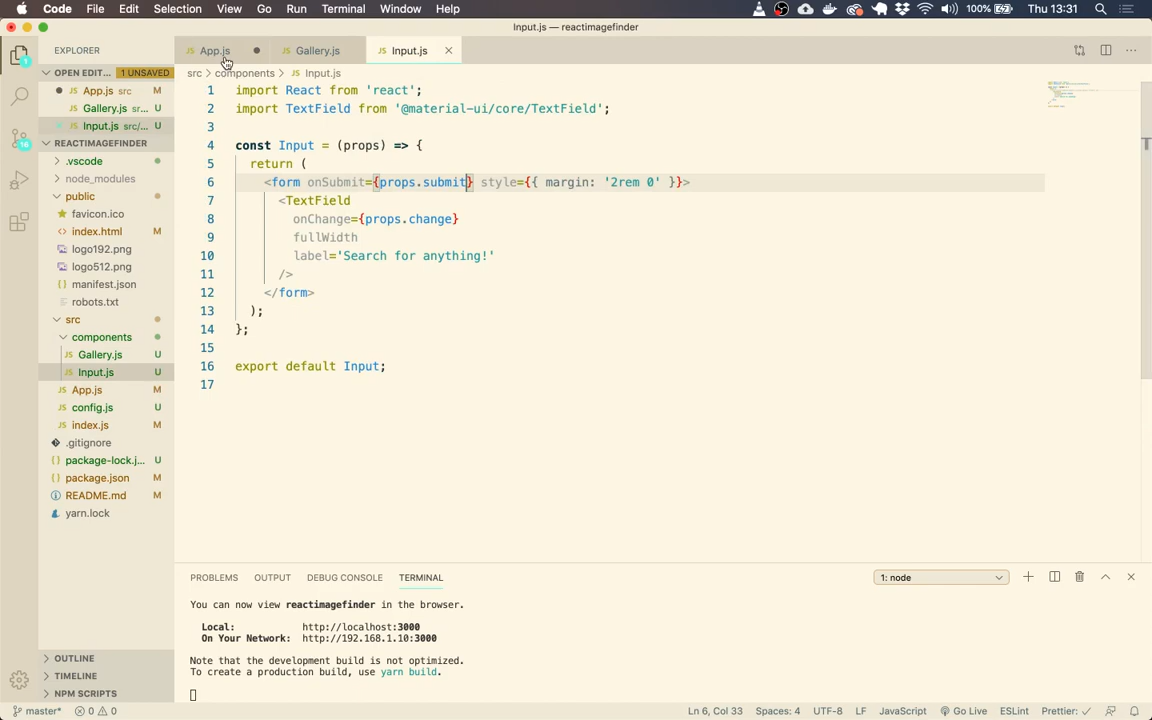 Code File Edit Selection View Go Run Terminal Window Help 100% Thu 13:31
Input.js — reactimagefinder
EXPLORER
App.js Gallery.js Input.js
OPEN EDIT... 1 UNSAVED
src > components > Input.js
App.js src M
Gallery.js sr... U
Input.js src/... U
REACTIMAGEFINDER
.vscode
node_modules
public
favicon.ico
index.html M
logo192.png
logo512.png
manifest.json
robots.txt
src
components
Gallery.js U
Input.js U
App.js M
config.js U
index.js M
.gitignore
package-lock.j... U
package.json M
README.md M
yarn.lock
OUTLINE
TIMELINE
NPM SCRIPTS
1 import React from 'react';
2 import TextField from '@material-ui/core/TextField';
3
4 const Input = (props) => {
5 return (
6 <form onSubmit={props.submit} style={{ margin: '2rem 0' }}>
7 <TextField
8 onChange={props.change}
9 fullWidth
10 label='Search for anything!'
11 />
12 </form>
13 );
14 };
15
16 export default Input;
17
PROBLEMS OUTPUT DEBUG CONSOLE TERMINAL 1: node
You can now view reactimagefinder in the browser.
Local: http://localhost:3000
On Your Network: http://192.168.1.10:3000
Note that the development build is not optimized.
To create a production build, use yarn build.
master* 0 0 Ln 6, Col 33 Spaces: 4 UTF-8 LF JavaScript Go Live ESLint Prettier: ✓